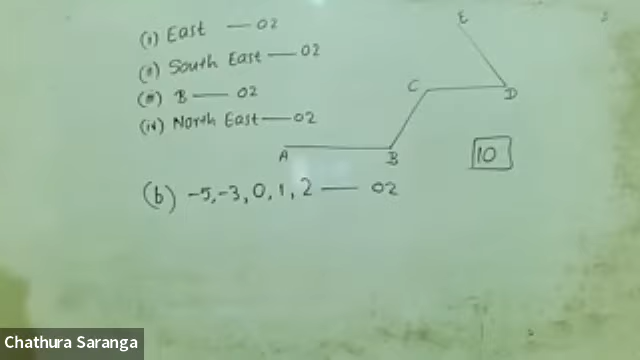 (i) East — 02
(ii) South East — 02
(iii) B — 02
(iv) North East — 02
E
C
D
A
B
10
(b) -5, -3, 0, 1, 2 — 02
Chathura Saranga